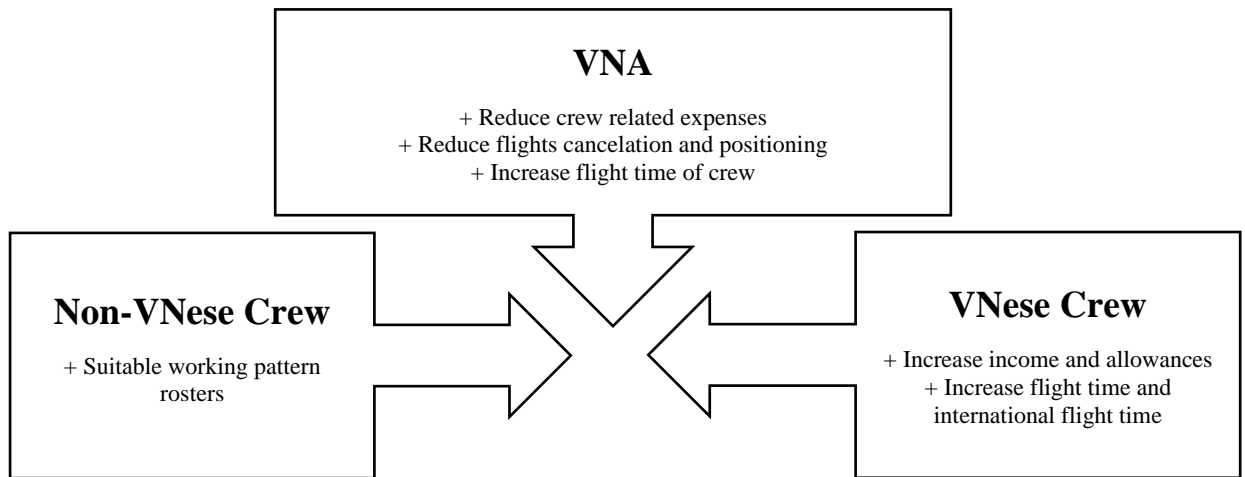 VNA
+ Reduce crew related expenses
+ Reduce flights cancelation and positioning
+ Increase flight time of crew
Non-VNese Crew
+ Suitable working pattern
rosters
VNese Crew
+ Increase income and allowances
+ Increase flight time and
international flight time